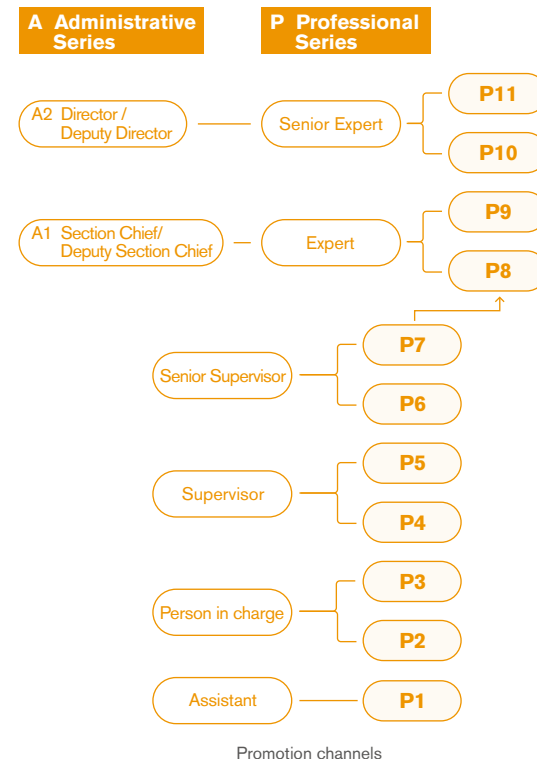 A Administrative
Series
P Professional
Series
P11
A2 Director /
Deputy Director
Senior Expert
P10
P9
A1 Section Chief/
Deputy Section Chief
Expert
P8
P7
Senior Supervisor
P6
P5
Supervisor
P4
P3
Person in charge
P2
Assistant
P1
Promotion channels